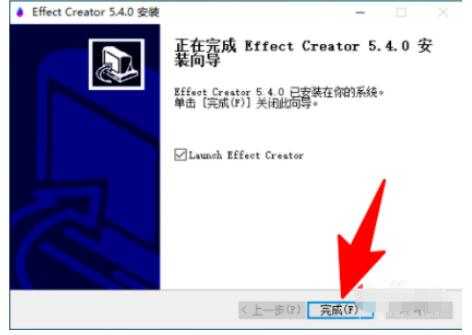 Effect Creator 5.4.0 安装
正在完成 Effect Creator 5.4.0 安
装向导
Effect Creator 5.4.0 已安装在你的系统。
单击 [完成(F)] 关闭此向导。
Launch Effect Creator
< 上一步(P) 完成(F)